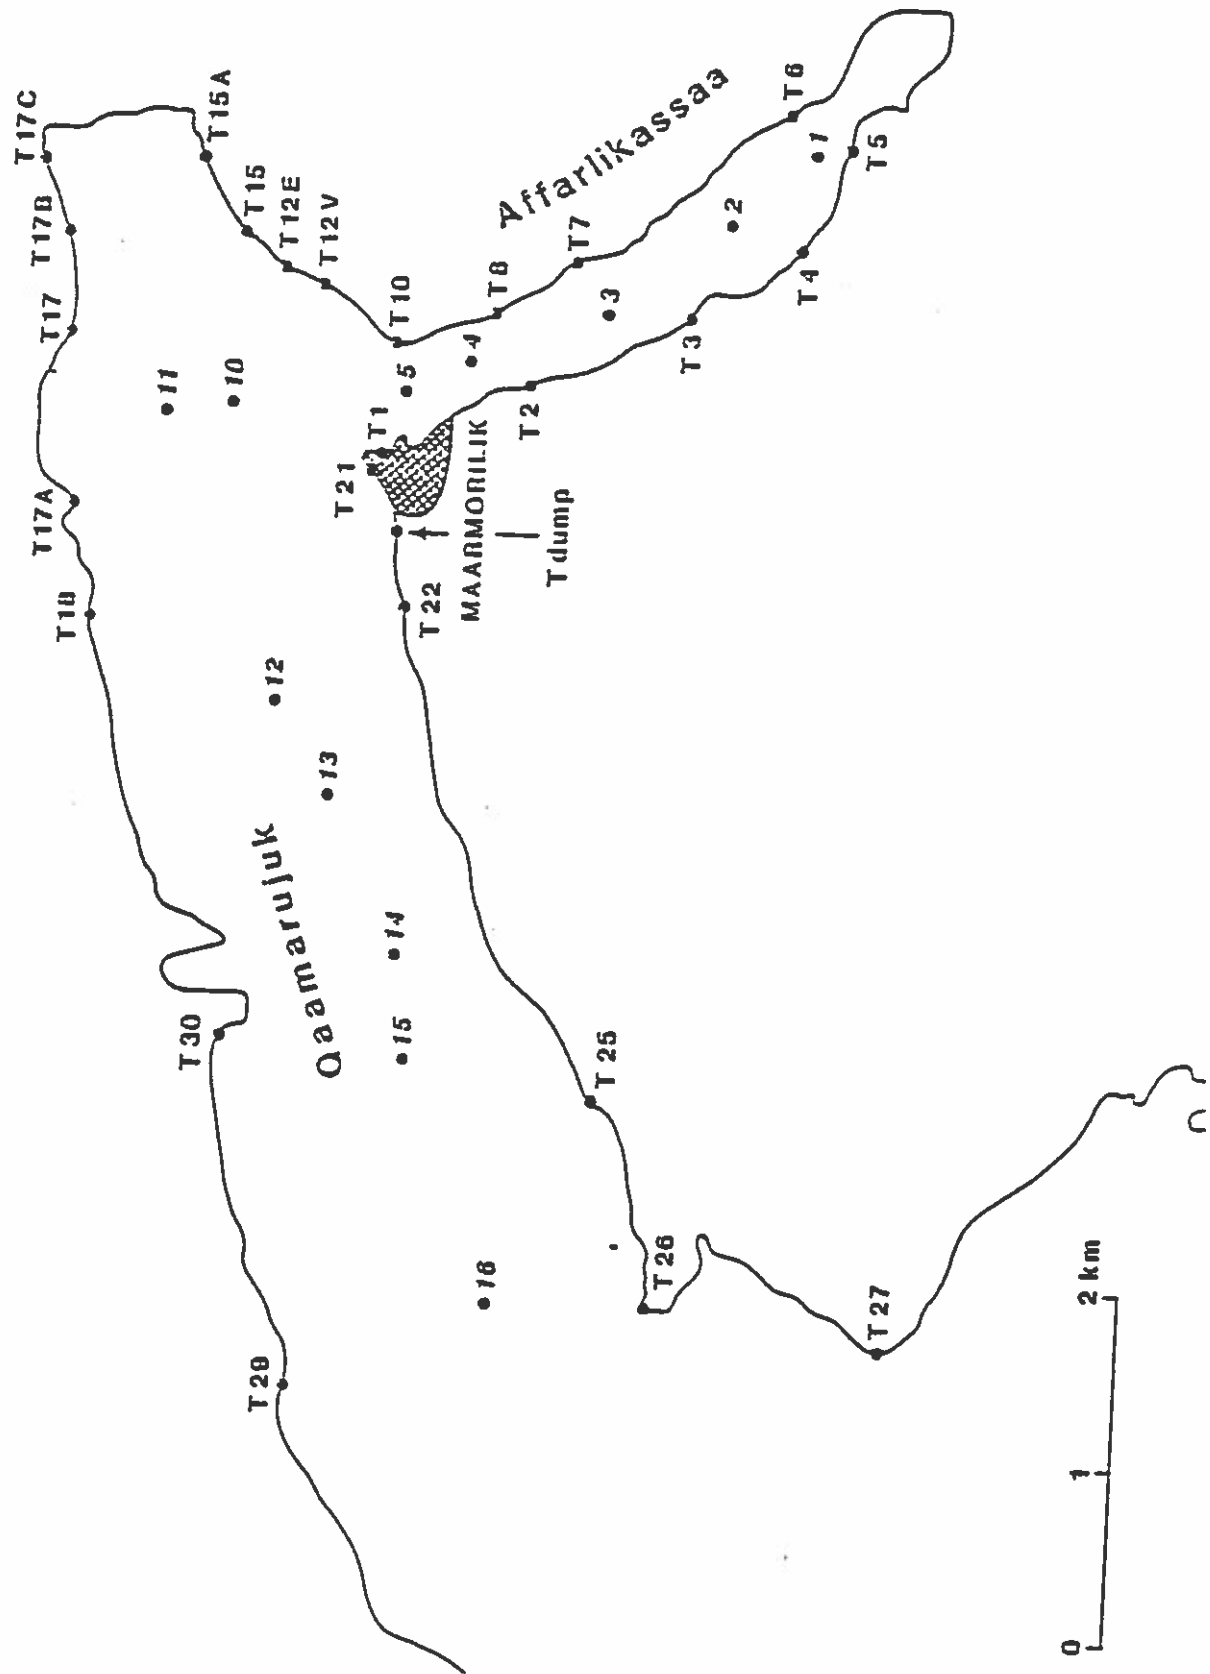 T17C
T17B
T17
T17A
T18
T15A
T15
T12E
T12V
T10
T8
T7
T6
Affarlikassaa
1
2
3
4
5
T5
T4
T3
T2
T1
T21
MAARMORILIK
Tdump
T22
11
10
12
13
14
15
16
Qaamarujuk
T30
T29
T25
T26
T27
0
1
2 km